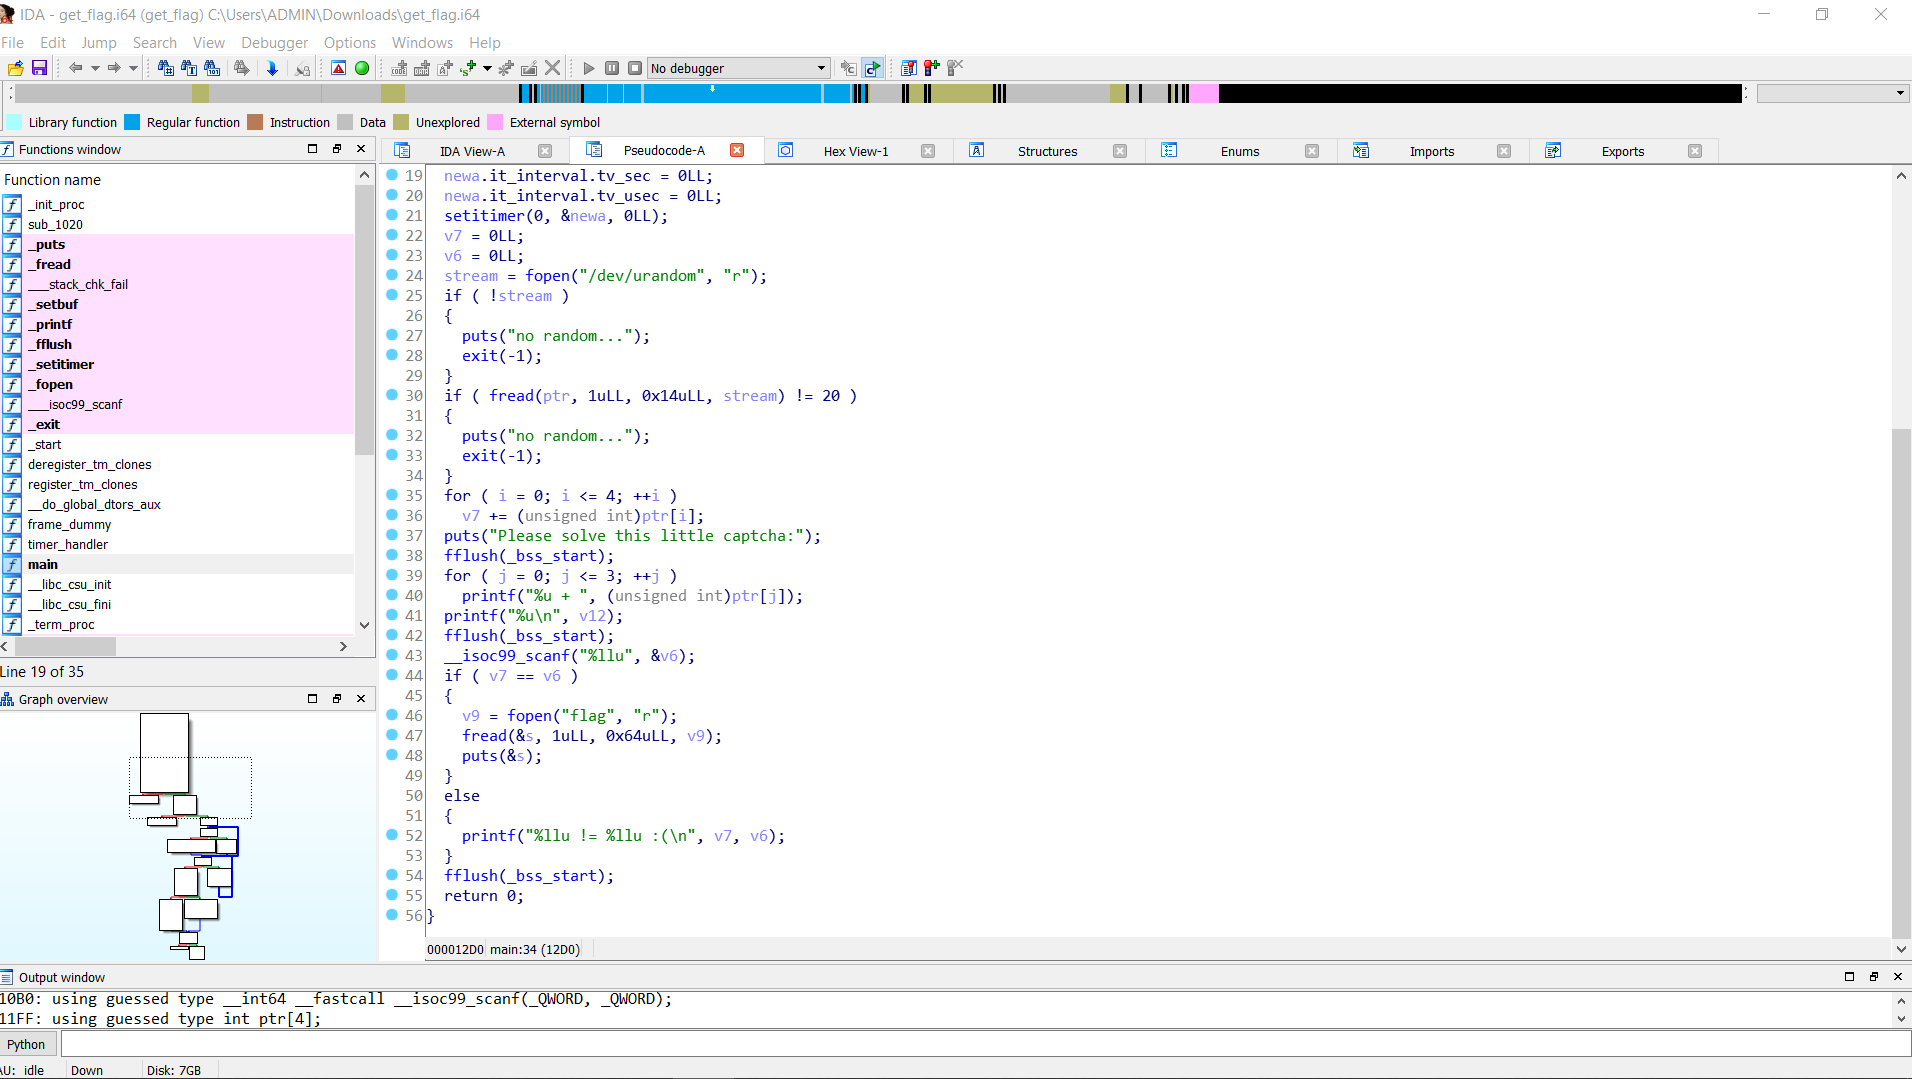 IDA - get_flag.i64 (get_flag) C:\Users\ADMIN\Downloads\get_flag.i64
File Edit Jump Search View Debugger Options Windows Help
No debugger
Library function Regular function Instruction Data Unexplored External symbol
Functions window
IDA View-A Pseudocode-A Hex View-1 Structures Enums Imports Exports
Function name
_init_proc
sub_1020
_puts
_fread
___stack_chk_fail
_setbuf
_printf
_fflush
_setitimer
_fopen
___isoc99_scanf
_exit
_start
deregister_tm_clones
register_tm_clones
__do_global_dtors_aux
frame_dummy
timer_handler
main
__libc_csu_init
__libc_csu_fini
_term_proc
Line 19 of 35
Graph overview
19 newa.it_interval.tv_sec = 0LL;
20 newa.it_interval.tv_usec = 0LL;
21 setitimer(0, &newa, 0LL);
22 v7 = 0LL;
23 v6 = 0LL;
24 stream = fopen("/dev/urandom", "r");
25 if ( !stream )
26 {
27 puts("no random...");
28 exit(-1);
29 }
30 if ( fread(ptr, 1uLL, 0x14uLL, stream) != 20 )
31 {
32 puts("no random...");
33 exit(-1);
34 }
35 for ( i = 0; i <= 4; ++i )
36 v7 += (unsigned int)ptr[i];
37 puts("Please solve this little captcha:");
38 fflush(_bss_start);
39 for ( j = 0; j <= 3; ++j )
40 printf("%u + ", (unsigned int)ptr[j]);
41 printf("%u\n", v12);
42 fflush(_bss_start);
43 __isoc99_scanf("%llu", &v6);
44 if ( v7 == v6 )
45 {
46 v9 = fopen("flag", "r");
47 fread(&s, 1uLL, 0x64uLL, v9);
48 puts(&s);
49 }
50 else
51 {
52 printf("%llu != %llu :(\n", v7, v6);
53 }
54 fflush(_bss_start);
55 return 0;
56 }
000012D0 main:34 (12D0)
Output window
10B0: using guessed type __int64 __fastcall __isoc99_scanf(_QWORD, _QWORD);
11FF: using guessed type int ptr[4];
Python
AU: idle Down Disk: 7GB